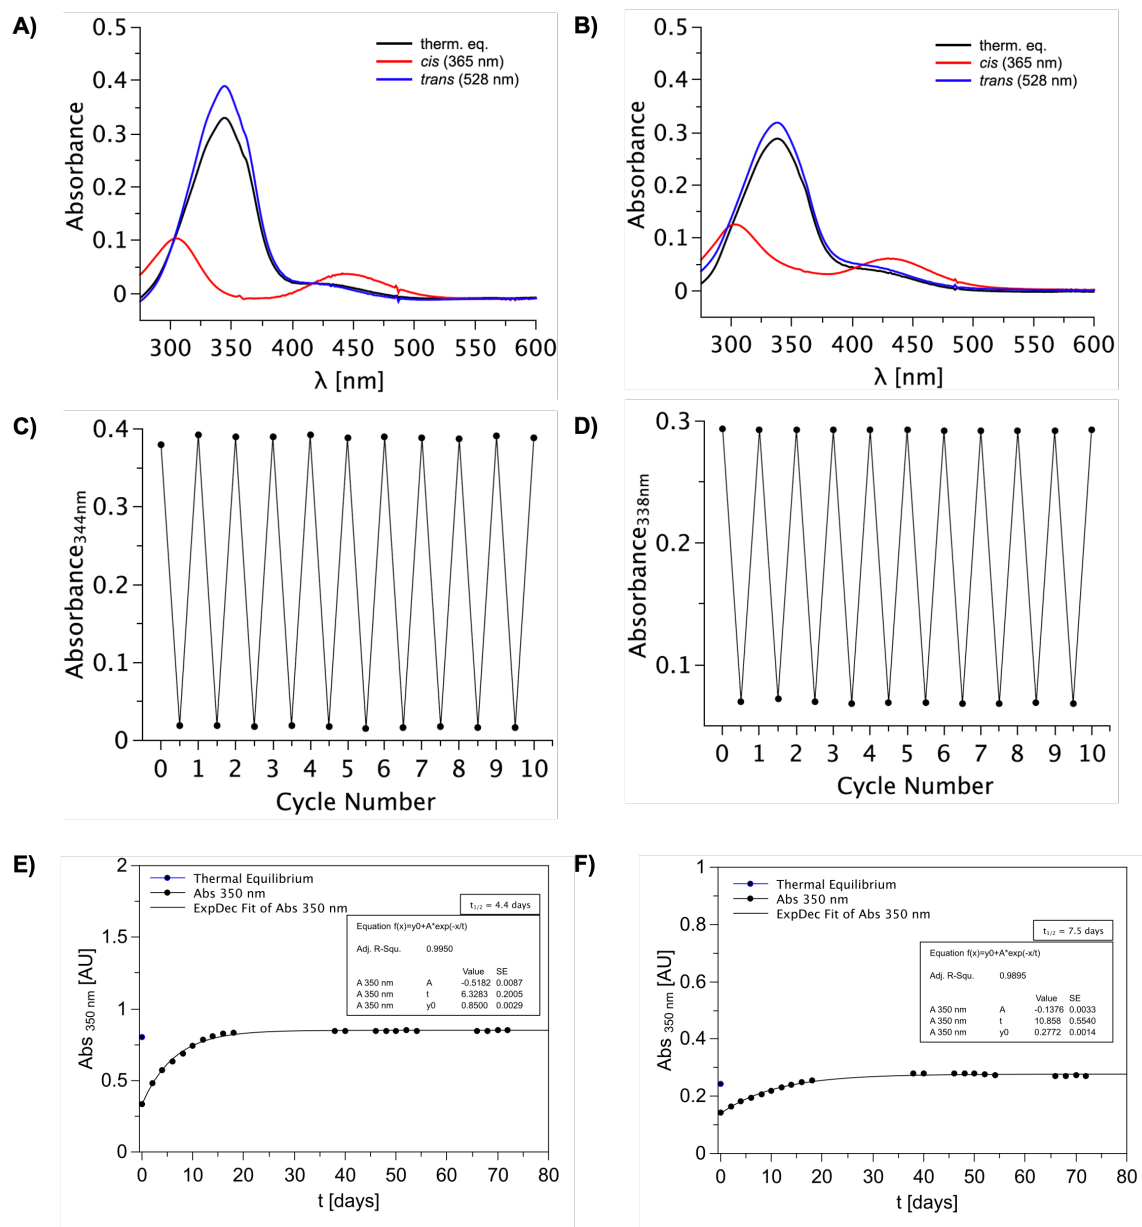 A)
0.5
0.4
0.3
0.2
0.1
0
Absorbance
therm. eq.
cis (365 nm)
trans (528 nm)
300 350 400 450 500 550 600
λ [nm]
B)
0.5
0.4
0.3
0.2
0.1
0
Absorbance
therm. eq.
cis (365 nm)
trans (528 nm)
300 350 400 450 500 550 600
λ [nm]
C)
0.4
0.3
0.2
0.1
0
Absorbance344nm
0 1 2 3 4 5 6 7 8 9 10
Cycle Number
D)
0.3
0.2
0.1
Absorbance338nm
0 1 2 3 4 5 6 7 8 9 10
Cycle Number
E)
2
1.5
1
0.5
0
Abs 350 nm [AU]
Thermal Equilibrium
Abs 350 nm
ExpDec Fit of Abs 350 nm
t1/2 = 4.4 days
Equation f(x)=y0+A*exp(-x/t)
Adj. R-Squ. 0.9950
Value SE
A 350 nm A -0.5182 0.0087
A 350 nm t 6.3283 0.2005
A 350 nm y0 0.8500 0.0029
0 10 20 30 40 50 60 70 80
t [days]
F)
1
0.8
0.6
0.4
0.2
0
Abs 350 nm [AU]
Thermal Equilibrium
Abs 350 nm
ExpDec Fit of Abs 350 nm
t1/2 = 7.5 days
Equation f(x)=y0+A*exp(-x/t)
Adj. R-Squ. 0.9895
Value SE
A 350 nm A -0.1376 0.0033
A 350 nm t 10.858 0.5540
A 350 nm y0 0.2772 0.0014
0 10 20 30 40 50 60 70 80
t [days]